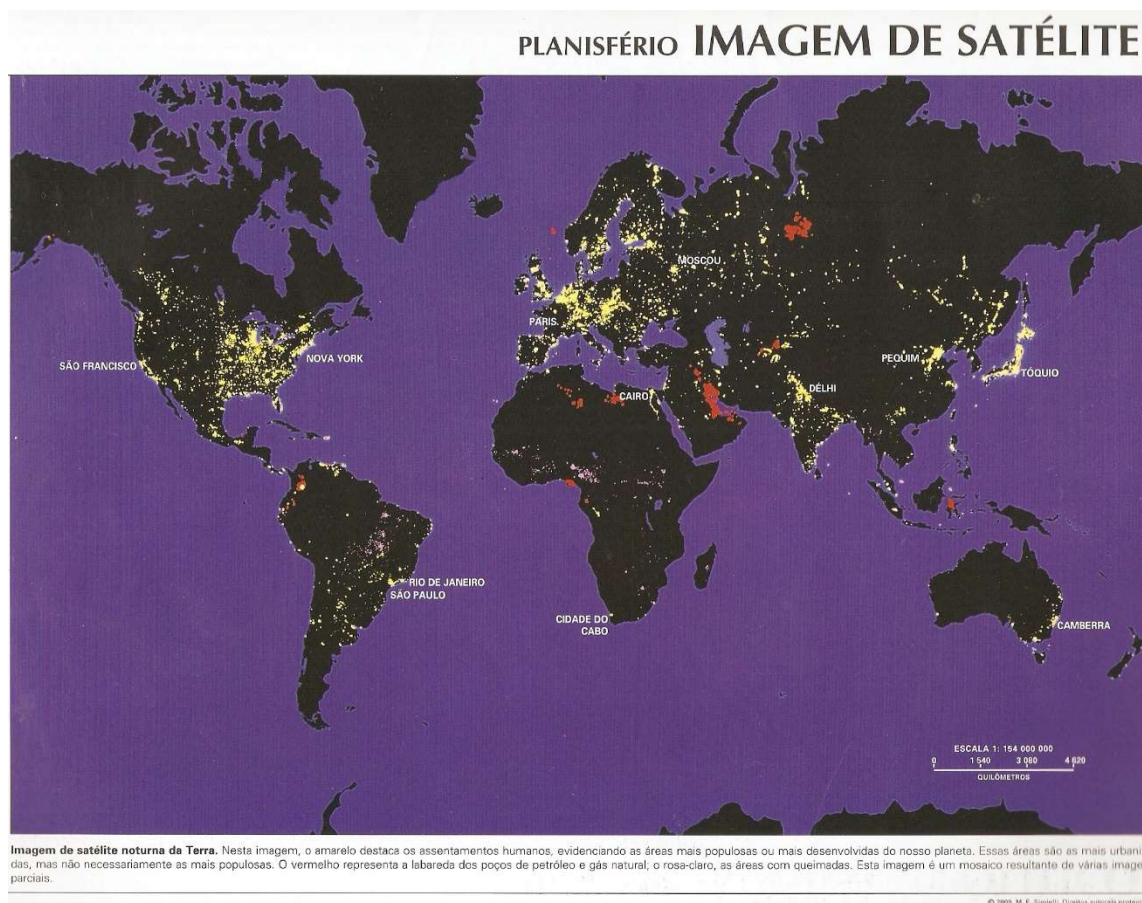 PLANISFÉRIO IMAGEM DE SATÉLITE
MOSCOU
PARIS
NOVA YORK
SÃO FRANCISCO
PEQUIM
TÓQUIO
DÉLHI
CAIRO
RIO DE JANEIRO
SÃO PAULO
CIDADE DO
CABO
CAMBERRA
ESCALA 1: 154 000 000
0 1 540 3 080 4 620
QUILÔMETROS
Imagem de satélite noturna da Terra. Nesta imagem, o amarelo destaca os assentamentos humanos, evidenciando as áreas mais populosas ou mais desenvolvidas do nosso planeta. Essas áreas são as mais urbani
das, mas não necessariamente as mais populosas. O vermelho representa a labareda dos poços de petróleo e gás natural; o rosa-claro, as áreas com queimadas. Esta imagem é um mosaico resultante de várias image
parciais.
© 2009, M. E. Simielli. Direitos autorais